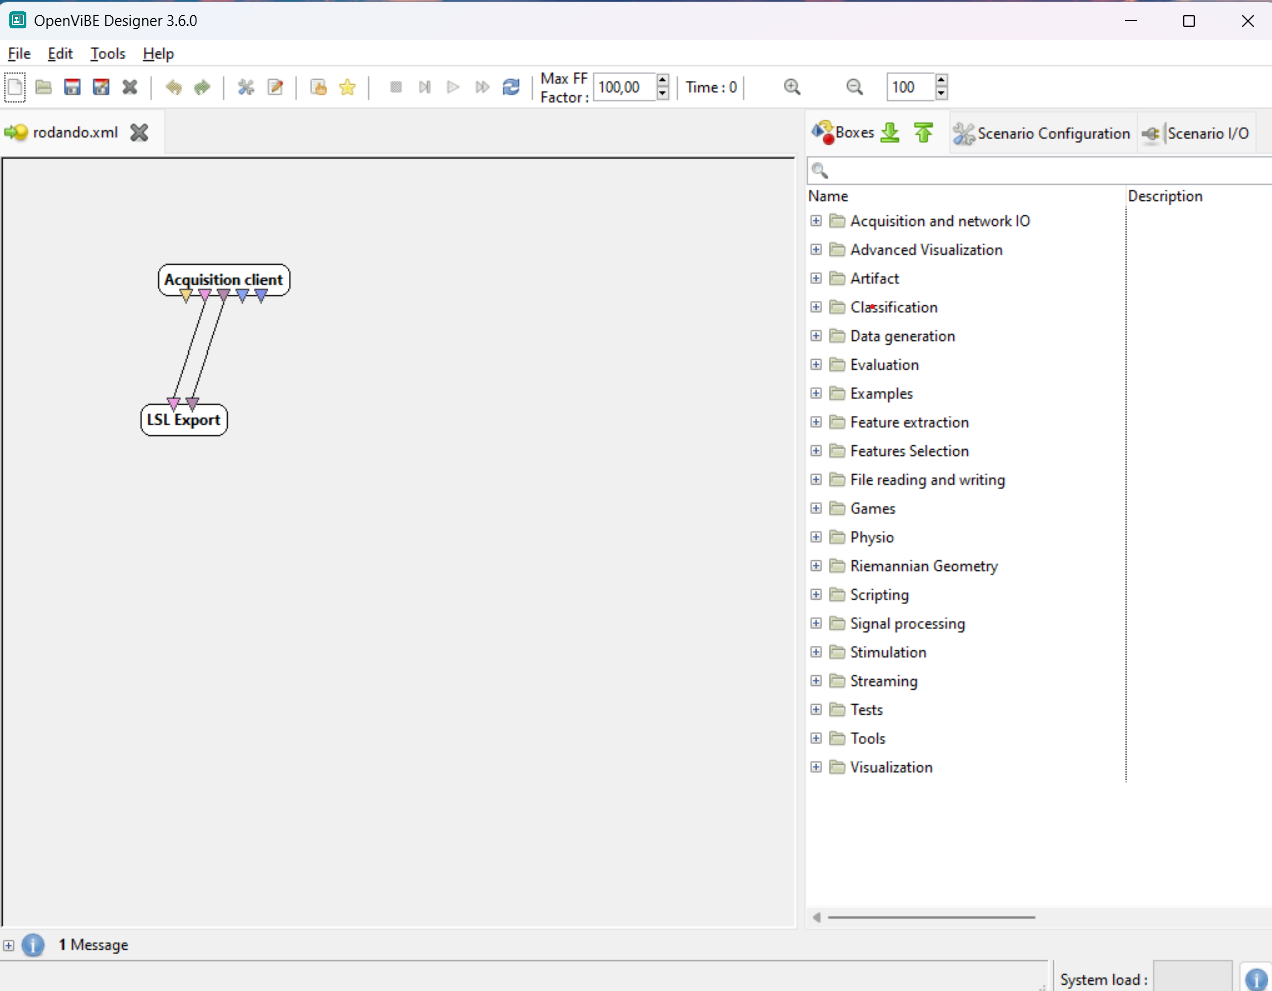 OpenViBE Designer 3.6.0
File Edit Tools Help
Max FF
Factor : 100,00 Time : 0 100
rodando.xml
Boxes Scenario Configuration Scenario I/O
Name Description
Acquisition and network IO
Advanced Visualization
Artifact
Classification
Data generation
Evaluation
Examples
Feature extraction
Features Selection
File reading and writing
Games
Physio
Riemannian Geometry
Scripting
Signal processing
Stimulation
Streaming
Tests
Tools
Visualization
Acquisition client
LSL Export
1 Message
System load :